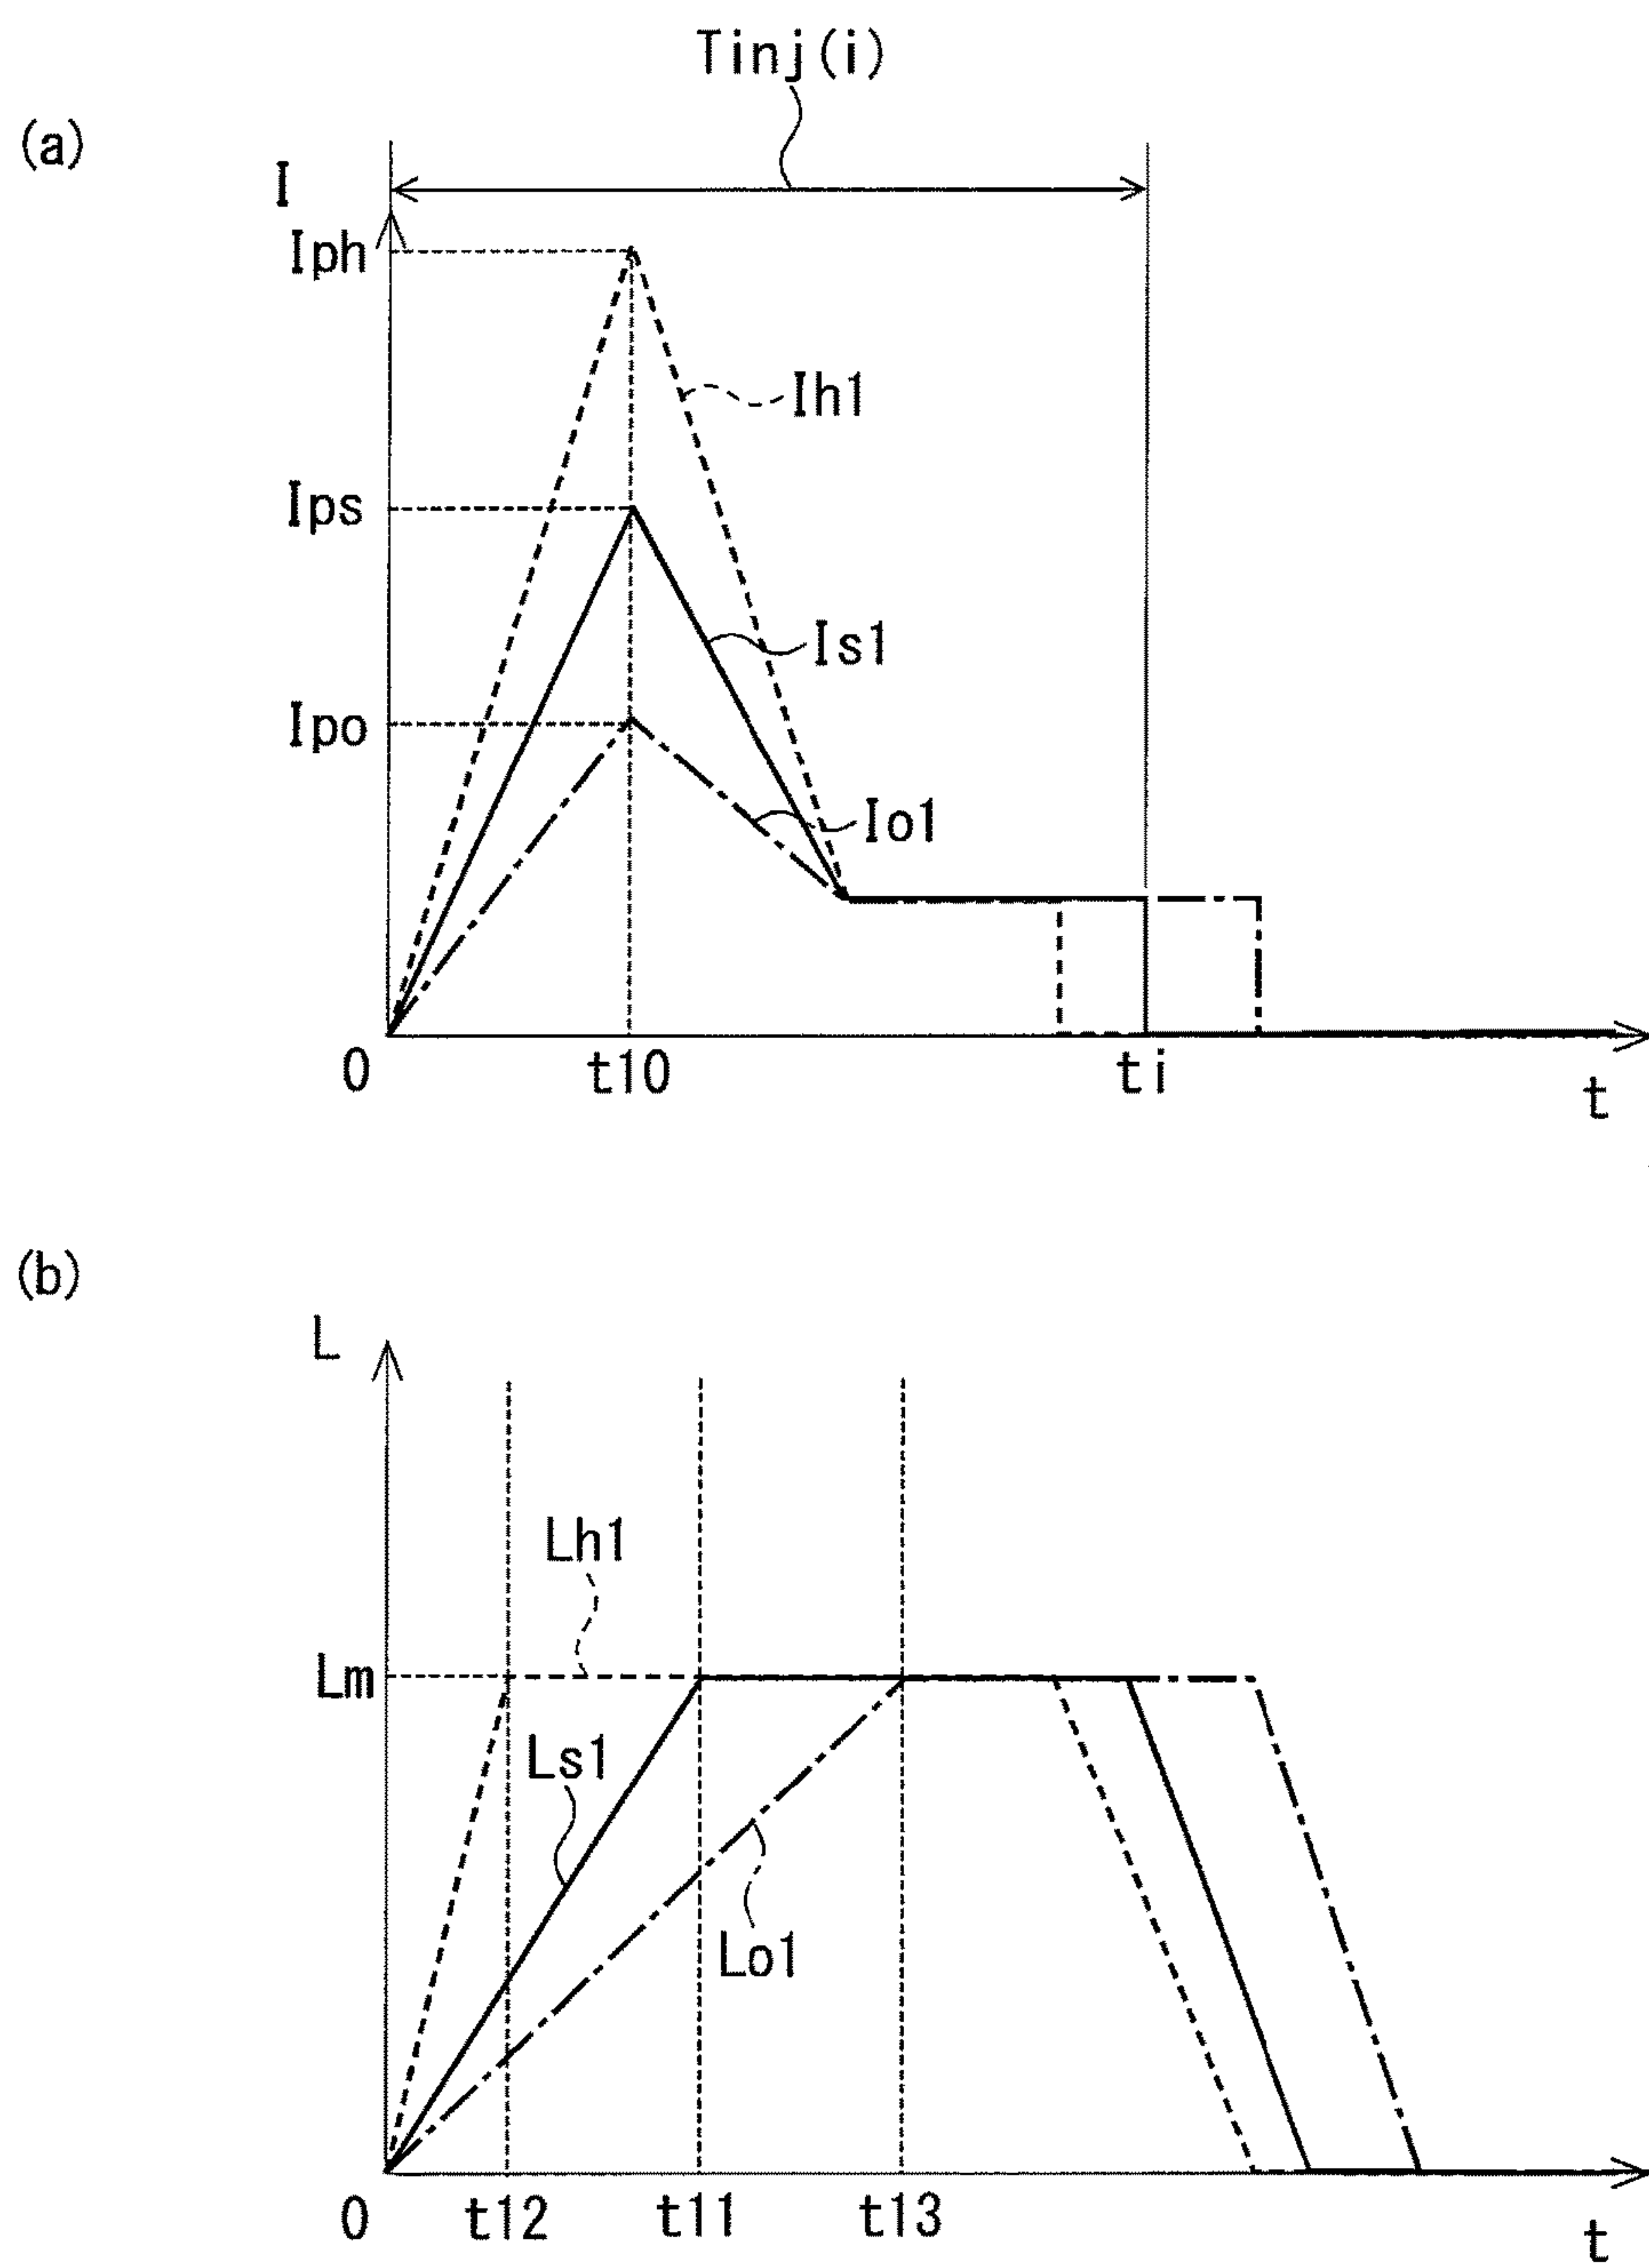 Tinj(i)
(a)
I
Iph
Ih1
Ips
Is1
Ipo
Io1
0
t10
ti
t
(b)
L
Lh1
Lm
Ls1
Lo1
0
t12
t11
t13
t